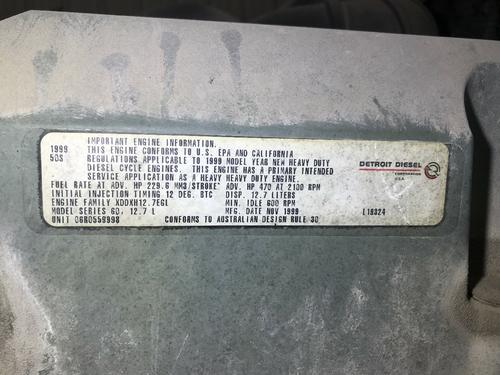 IMPORTANT ENGINE INFORMATION.
1999 THIS ENGINE CONFORMS TO U.S. EPA AND CALIFORNIA
50S REGULATIONS APPLICABLE TO 1999 MODEL YEAR NEW HEAVY DUTY
DIESEL CYCLE ENGINES. THIS ENGINE HAS A PRIMARY INTENDED
SERVICE APPLICATION AS A HEAVY HEAVY DUTY ENGINE.
DETROIT DIESEL
CORPORATION
U.S.A.
FUEL RATE AT ADV. HP 229.6 MM3/STROKE ADV. HP 470 AT 2100 RPM
INITIAL INJECTION TIMING 12 DEG. BTC DISP. 12.7 LITERS
ENGINE FAMILY XDDXH12.7EGL MIN. IDLE 600 RPM
MODEL SERIES 60, 12.7 L MFG. DATE NOV 1999 L19324
UNIT 06R0559998 CONFORMS TO AUSTRALIAN DESIGN RULE 30